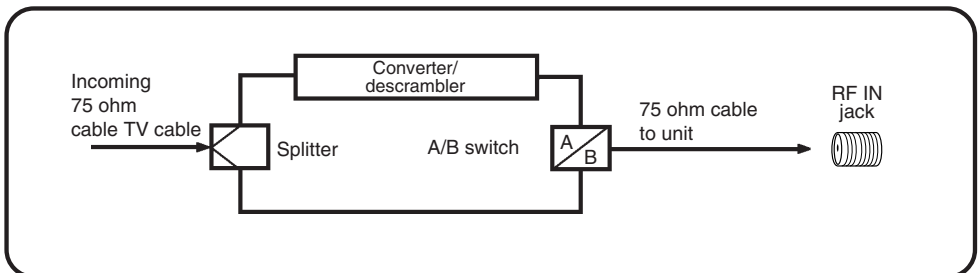 Incoming
75 ohm
cable TV cable
Splitter
Converter/
descrambler
A/B switch
A
B
75 ohm cable
to unit
RF IN
jack